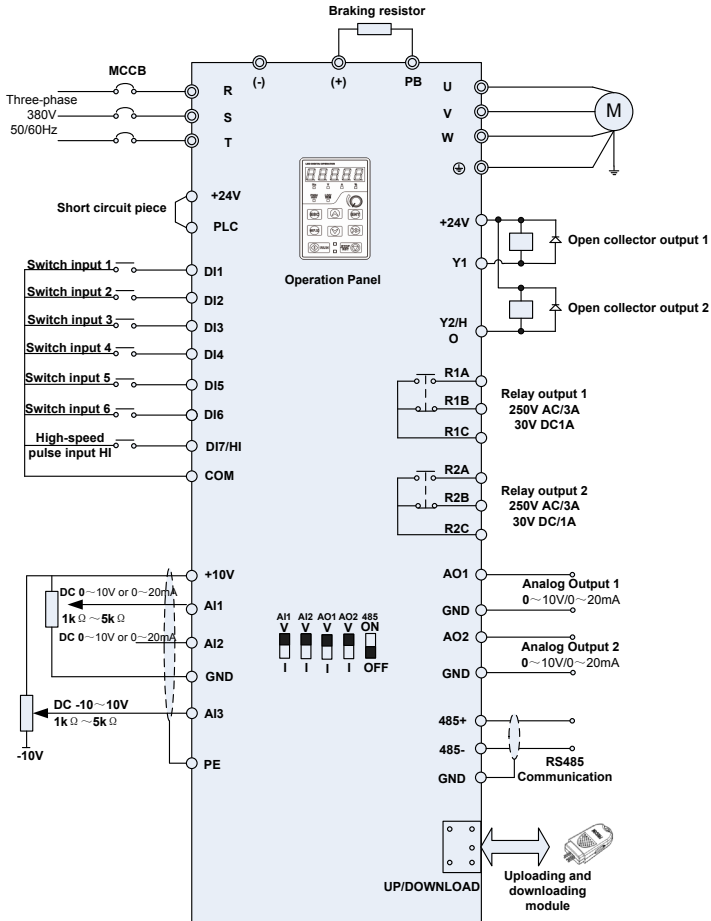 Braking resistor
MCCB
(-)
(+)
PB
Three-phase
380V
50/60Hz
R
S
T
U
V
W
M
+24V
Short circuit piece
PLC
Operation Panel
+24V
Y1
Open collector output 1
Y2/H
O
Open collector output 2
Switch input 1
DI1
Switch input 2
DI2
Switch input 3
DI3
Switch input 4
DI4
Switch input 5
DI5
Switch input 6
DI6
High-speed
pulse input HI
DI7/HI
COM
R1A
R1B
R1C
Relay output 1
250V AC/3A
30V DC1A
R2A
R2B
R2C
Relay output 2
250V AC/3A
30V DC/1A
+10V
DC 0～10V or 0～20mA
AI1
1kΩ～5kΩ
DC 0～10V or 0～20mA
AI2
GND
DC -10～10V
AI3
1kΩ～5kΩ
-10V
PE
AI1 AI2 AO1 AO2 485
V V V V ON
I I I I OFF
AO1
Analog Output 1
GND
0～10V/0～20mA
AO2
Analog Output 2
GND
0～10V/0～20mA
485+
485-
RS485
Communication
GND
UP/DOWNLOAD
Uploading and
downloading
module